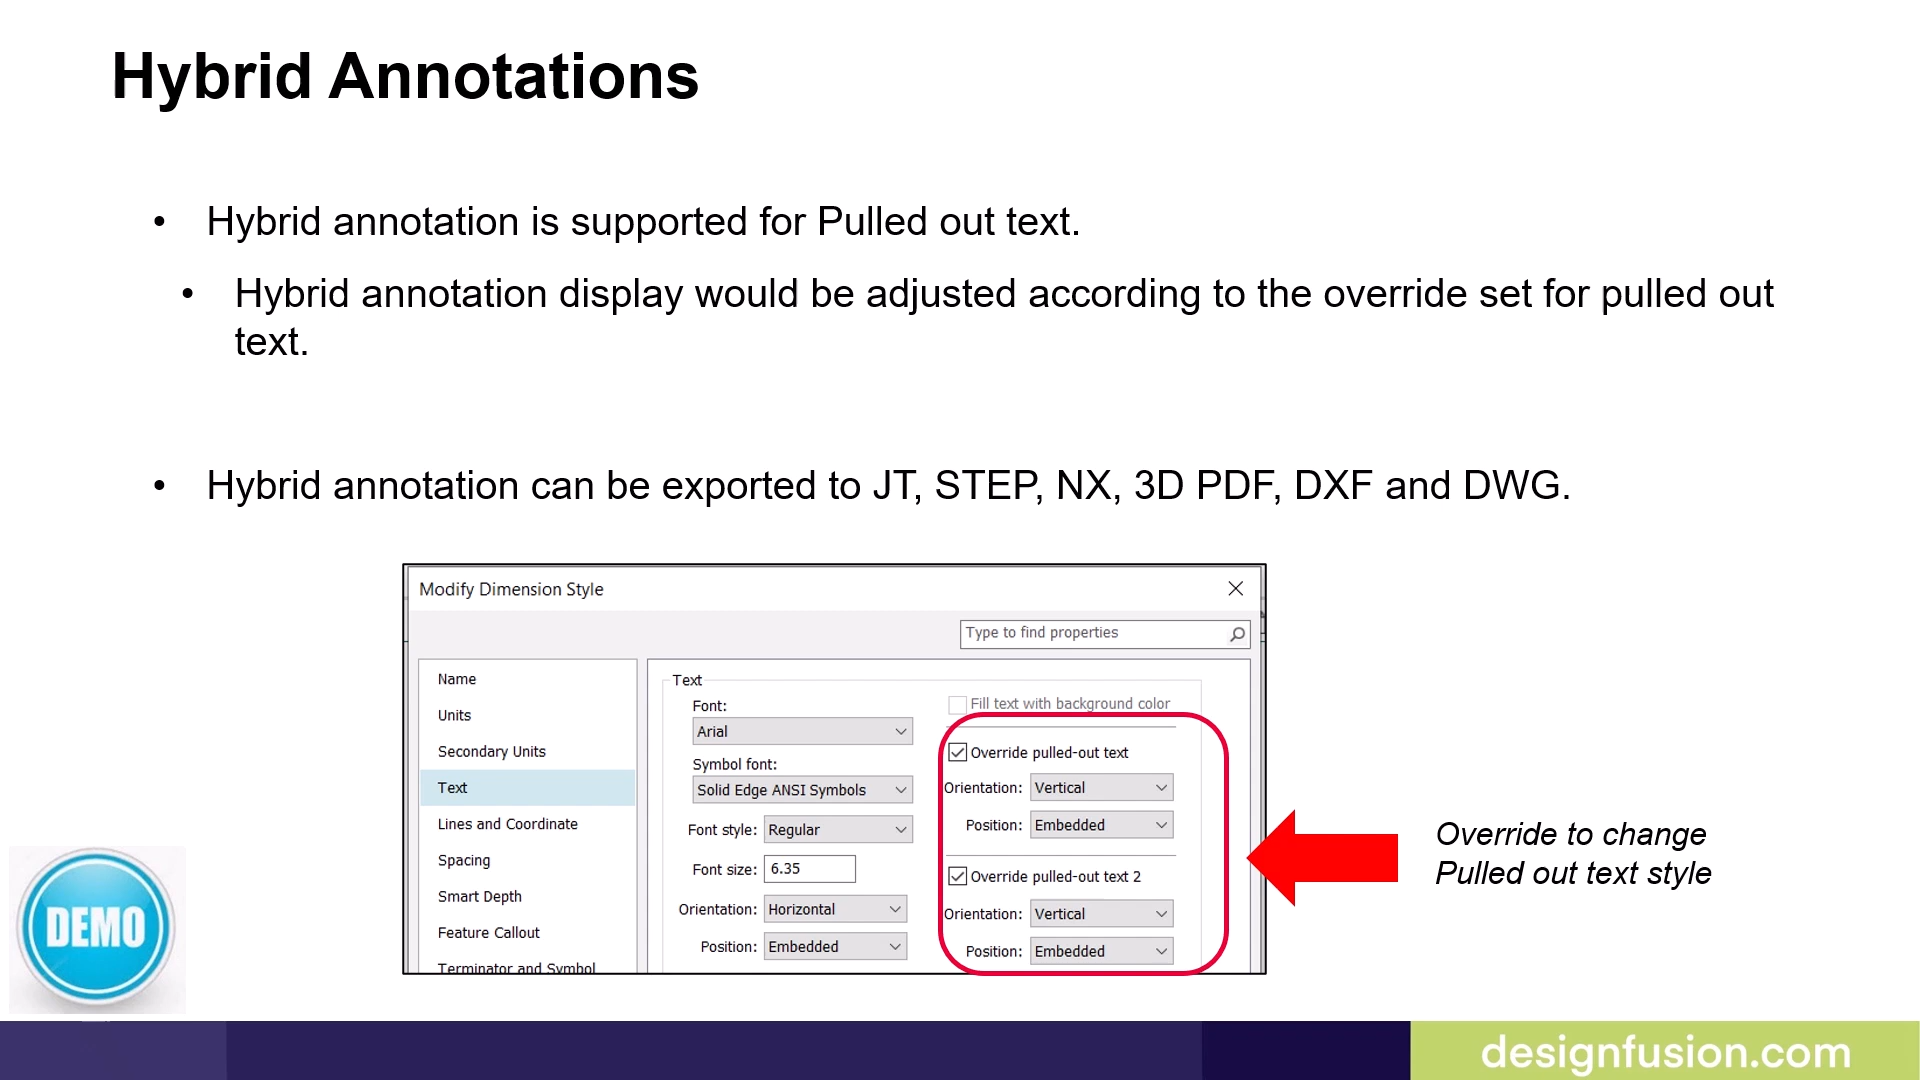 Hybrid Annotations
• Hybrid annotation is supported for Pulled out text.
• Hybrid annotation display would be adjusted according to the override set for pulled out
text.
• Hybrid annotation can be exported to JT, STEP, NX, 3D PDF, DXF and DWG.
Modify Dimension Style
Type to find properties
Name
Units
Secondary Units
Text
Lines and Coordinate
Spacing
Smart Depth
Feature Callout
Terminator and Symbol
Text
Font:
Arial
Symbol font:
Solid Edge ANSI Symbols
Font style: Regular
Font size: 6.35
Orientation: Horizontal
Position: Embedded
Fill text with background color
Override pulled-out text
Orientation: Vertical
Position: Embedded
Override pulled-out text 2
Orientation: Vertical
Position: Embedded
Override to change
Pulled out text style
DEMO
designfusion.com